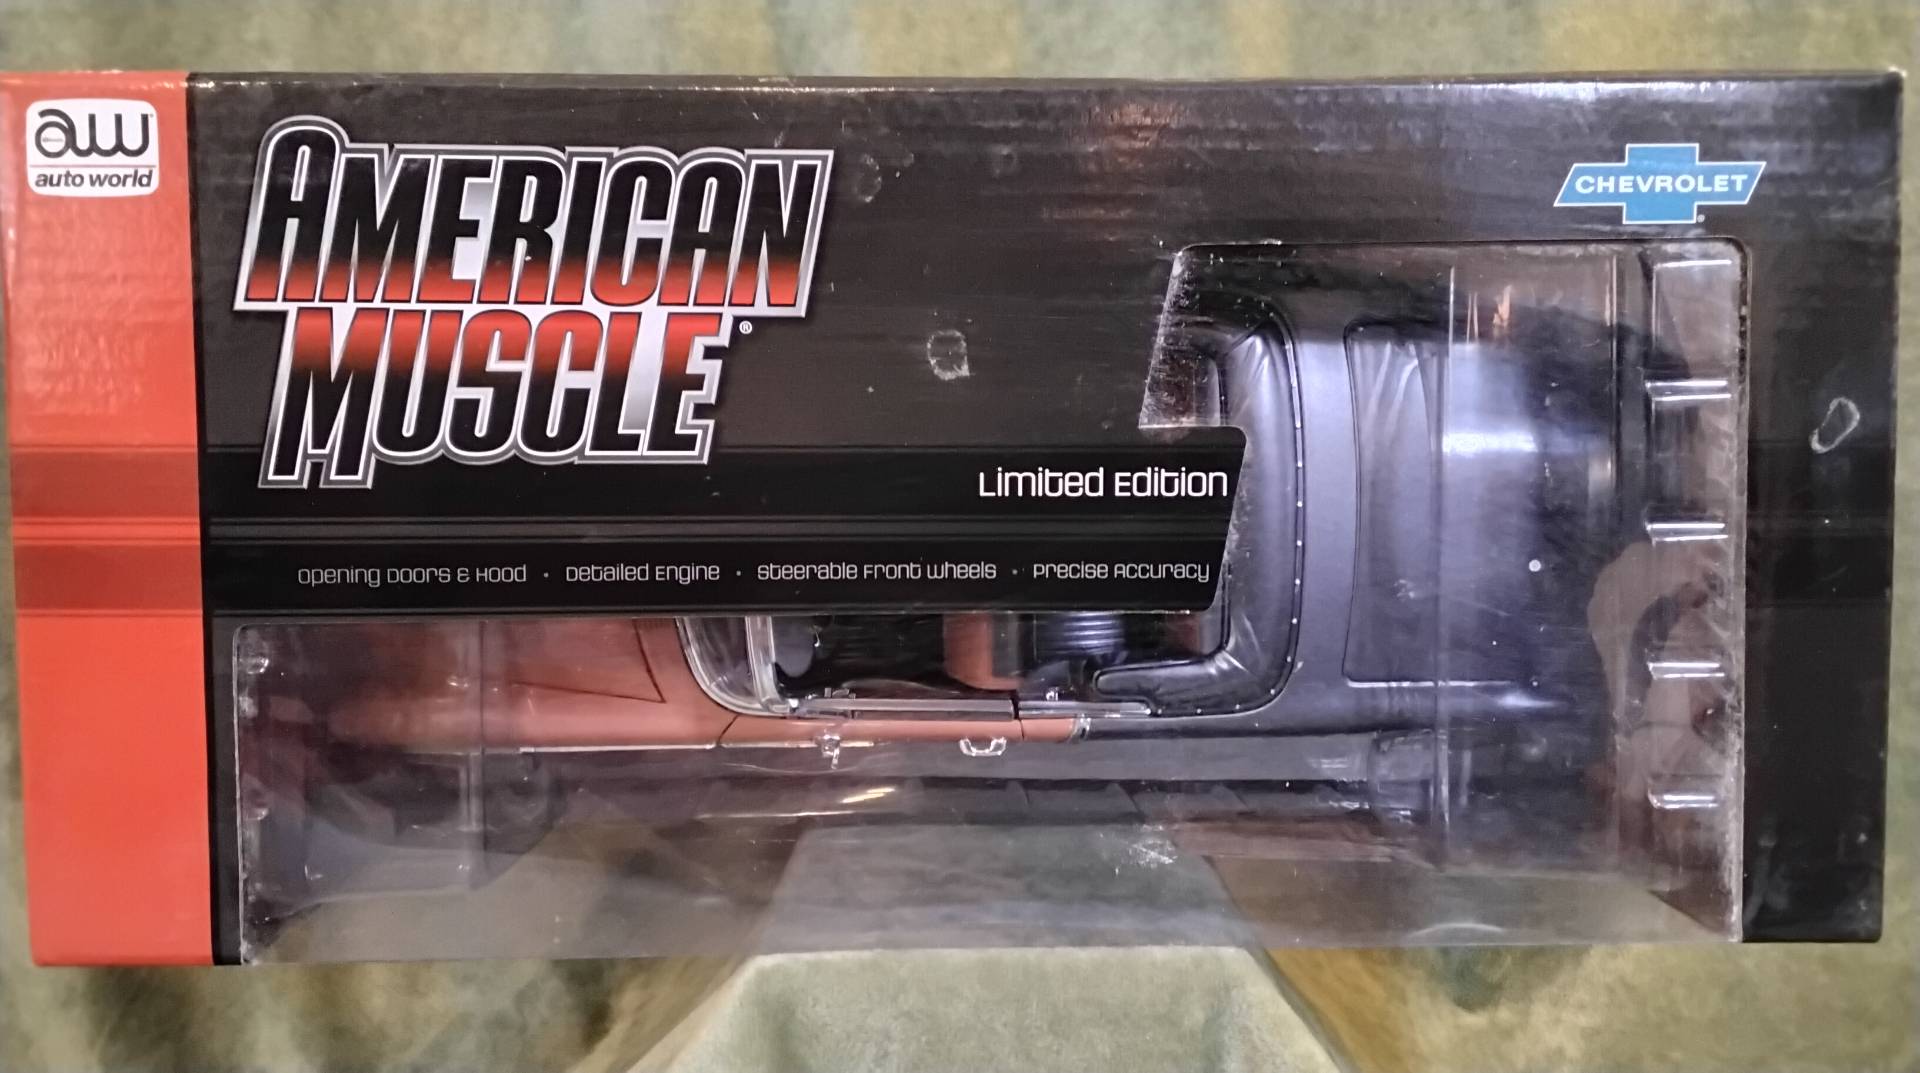 aw
auto world
AMERICAN
MUSCLE®
CHEVROLET®
Limited Edition
Opening Doors & Hood · Detailed Engine · Steerable Front Wheels · Precise Accuracy